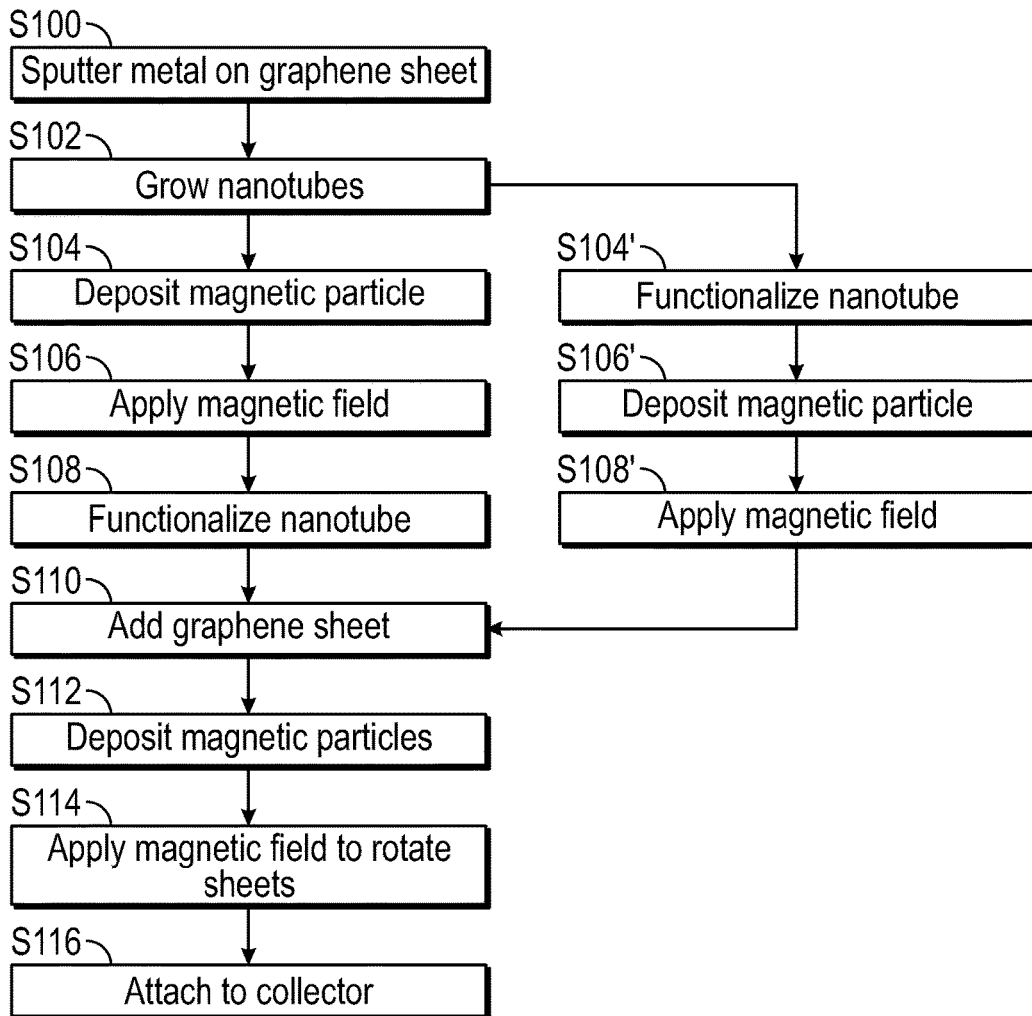 S100
Sputter metal on graphene sheet
S102
Grow nanotubes
S104
Deposit magnetic particle
S106
Apply magnetic field
S108
Functionalize nanotube
S104'
Functionalize nanotube
S106'
Deposit magnetic particle
S108'
Apply magnetic field
S110
Add graphene sheet
S112
Deposit magnetic particles
S114
Apply magnetic field to rotate
sheets
S116
Attach to collector